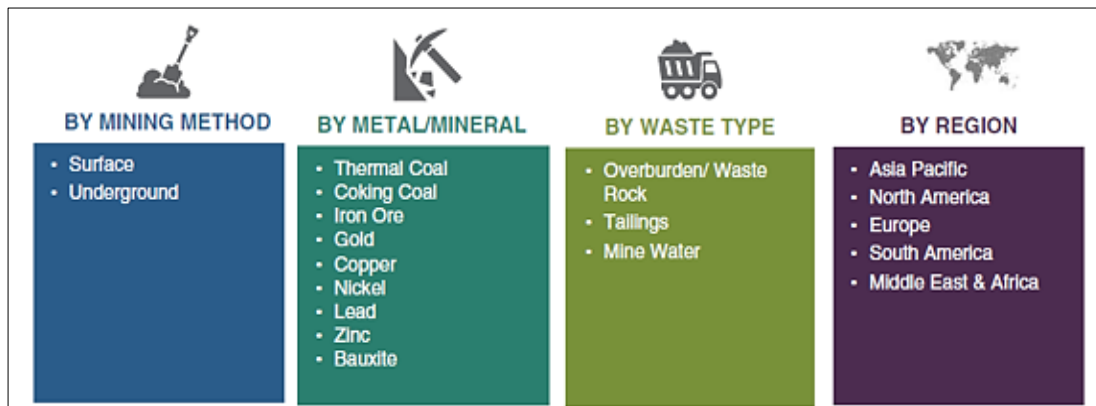 BY MINING METHOD
• Surface
• Underground
BY METAL/MINERAL
• Thermal Coal
• Coking Coal
• Iron Ore
• Gold
• Copper
• Nickel
• Lead
• Zinc
• Bauxite
BY WASTE TYPE
• Overburden/ Waste
Rock
• Tailings
• Mine Water
BY REGION
• Asia Pacific
• North America
• Europe
• South America
• Middle East & Africa